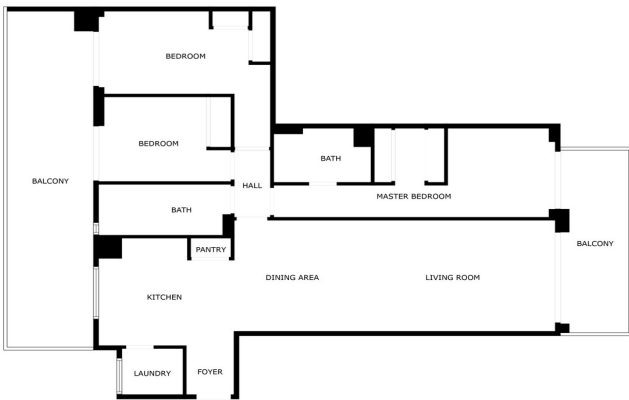 BEDROOM
BEDROOM
BATH
BALCONY
HALL
MASTER BEDROOM
BATH
BALCONY
PANTRY
DINING AREA
LIVING ROOM
KITCHEN
LAUNDRY
FOYER